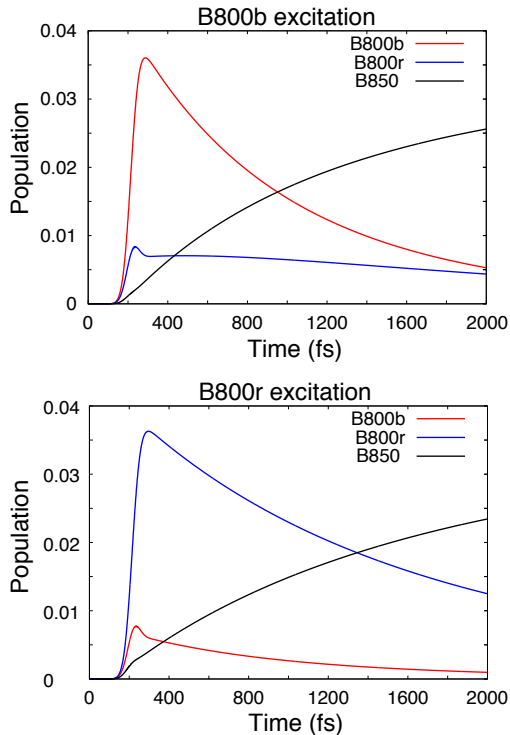 B800b excitation
0.04
0.03
0.02
0.01
0
Population
B800b
B800r
B850
0 400 800 1200 1600 2000
Time (fs)
B800r excitation
0.04
0.03
0.02
0.01
0
Population
B800b
B800r
B850
0 400 800 1200 1600 2000
Time (fs)